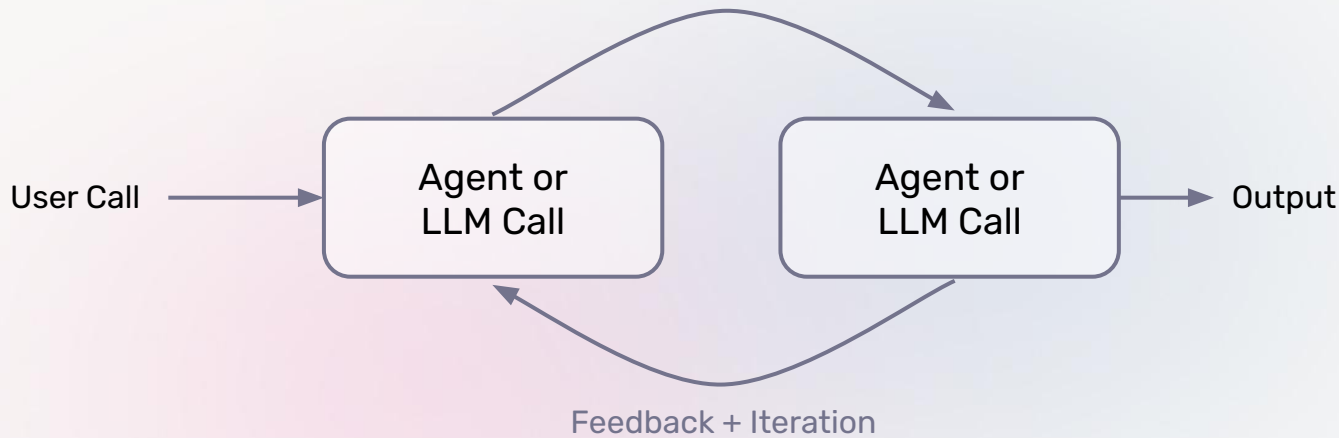 User Call
Agent or
LLM Call
Agent or
LLM Call
Output
Feedback + Iteration